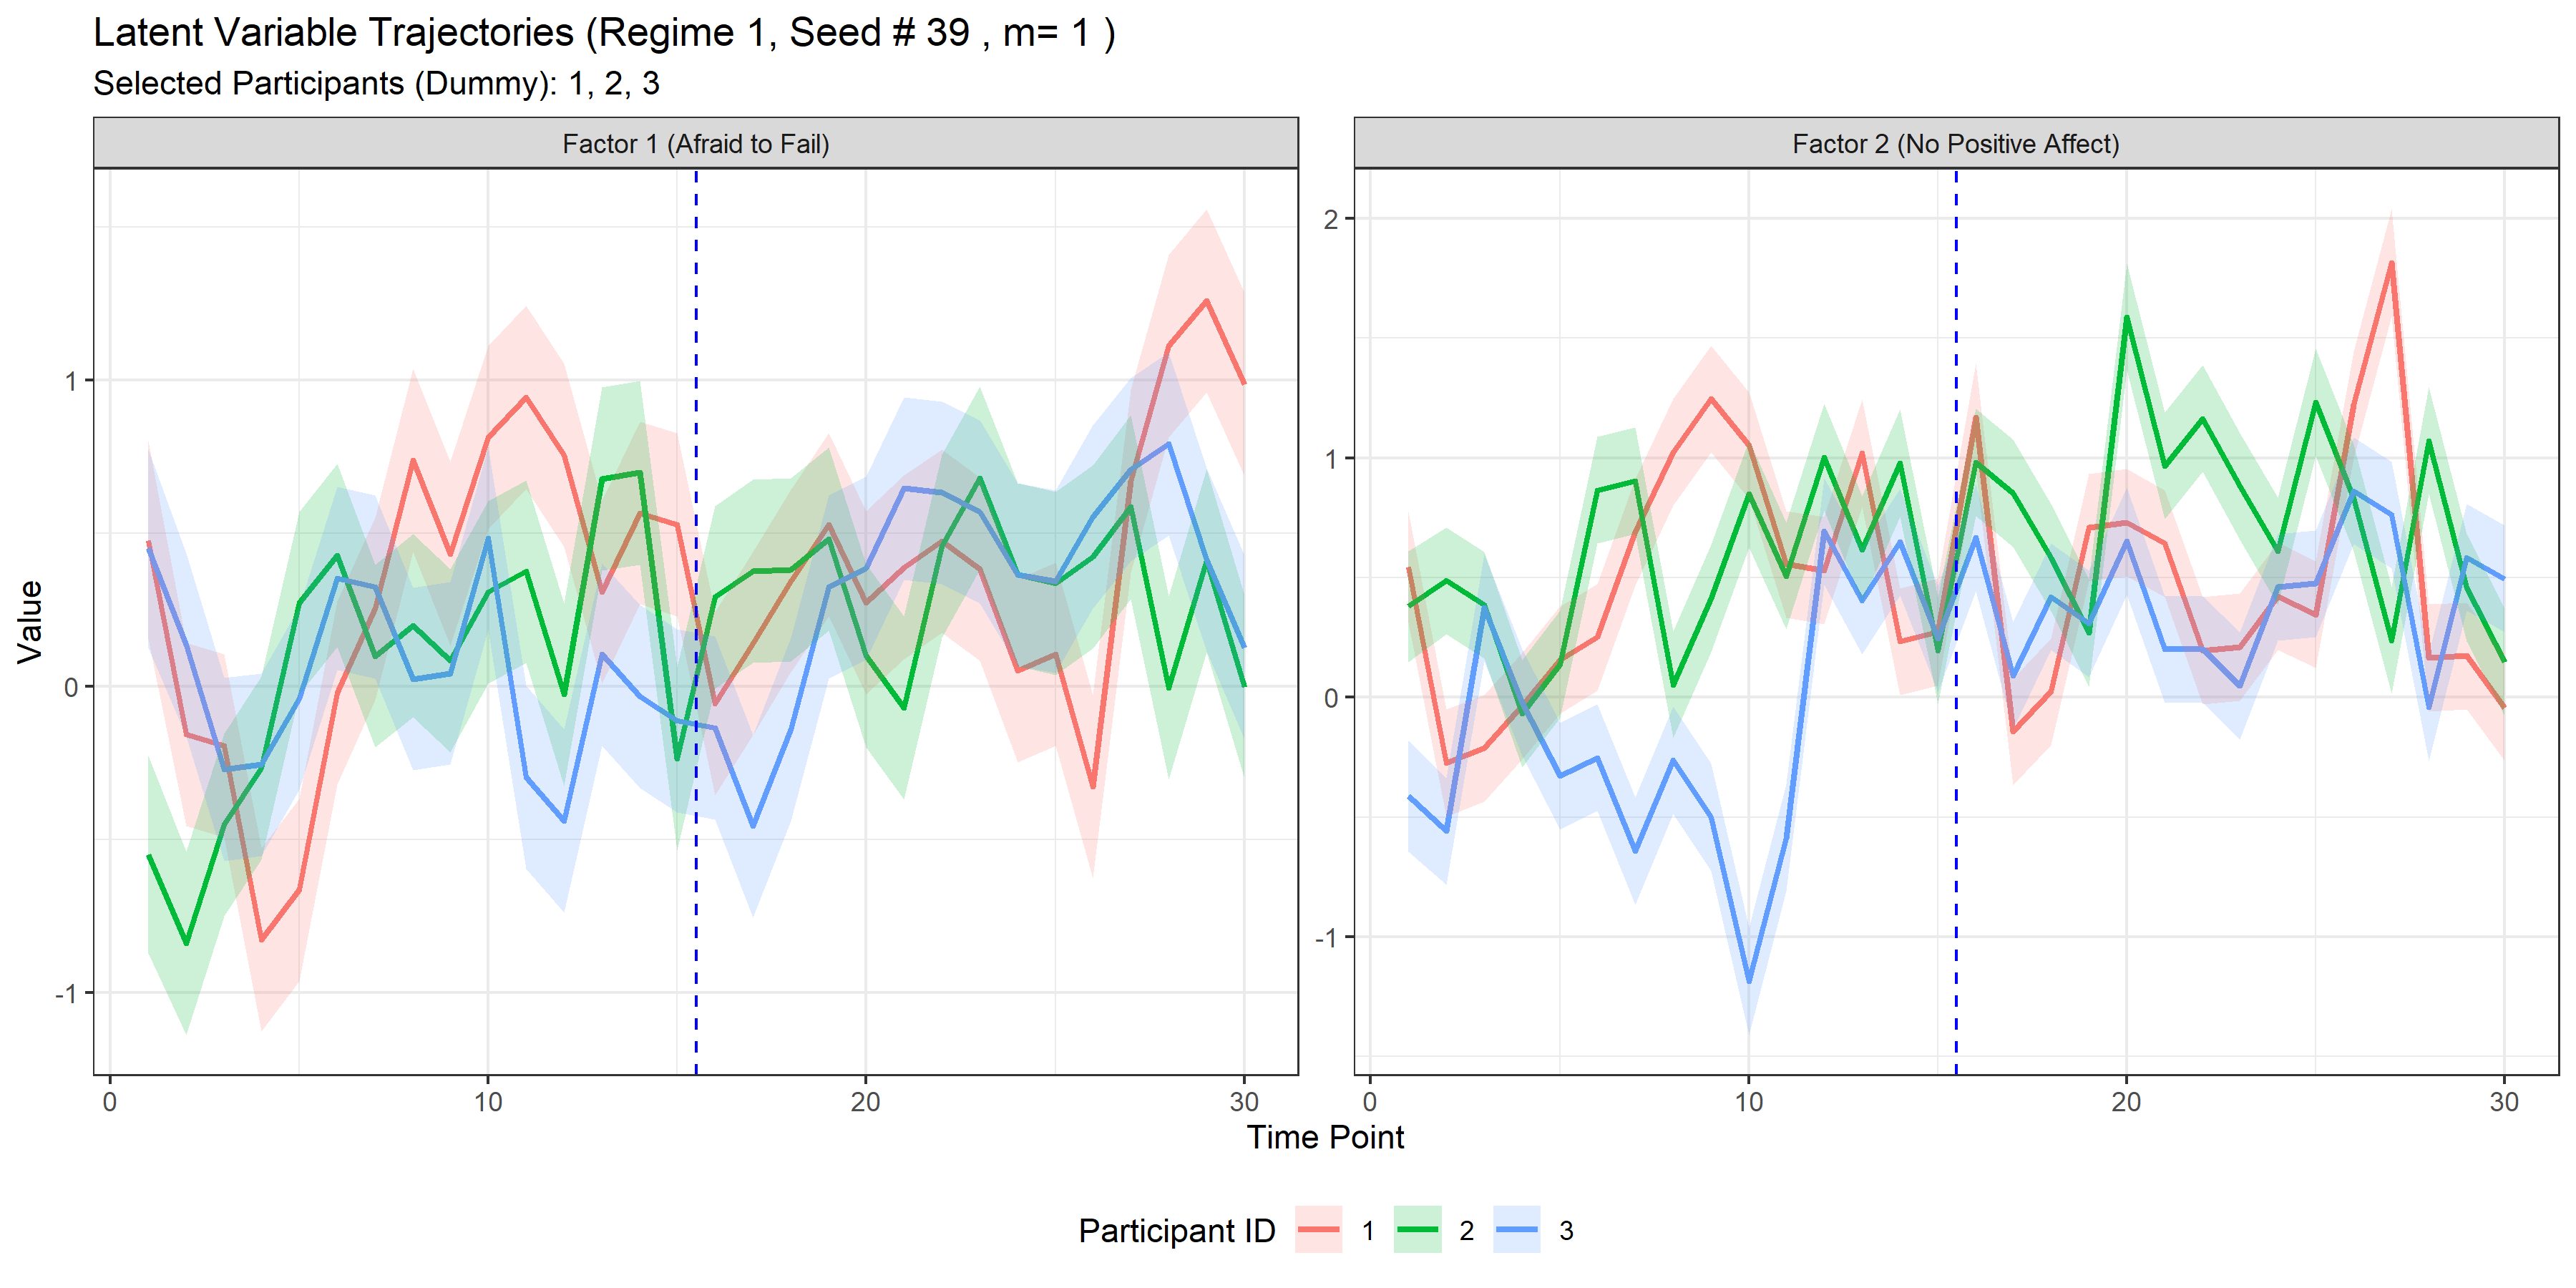 Latent Variable Trajectories (Regime 1, Seed # 39 , m= 1 )
Selected Participants (Dummy): 1, 2, 3
Factor 1 (Afraid to Fail)
Factor 2 (No Positive Affect)
Value
1
0
-1
2
1
0
-1
0 10 20 30
0 10 20 30
Time Point
Participant ID 1 2 3